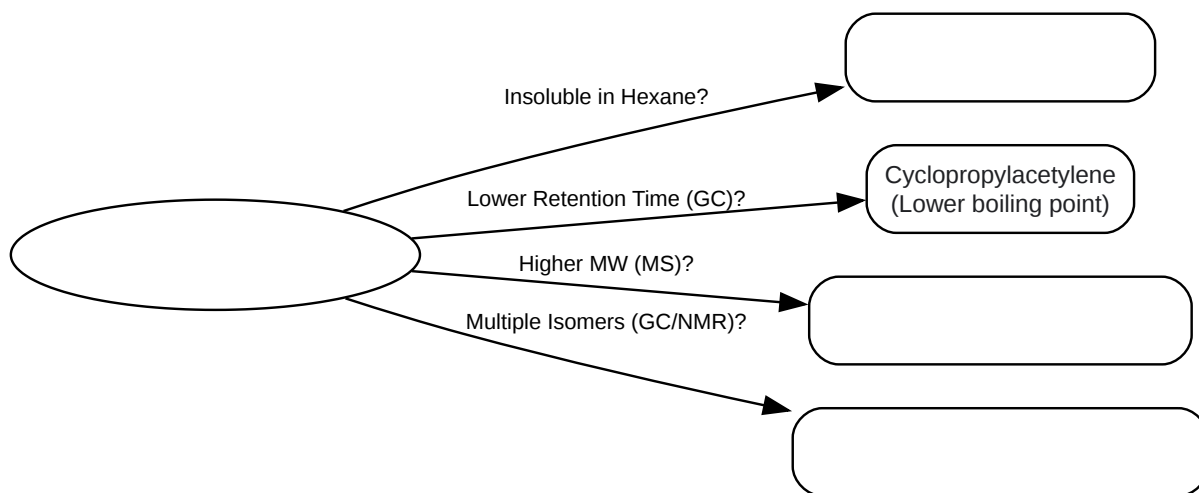 Insoluble in Hexane?
Lower Retention Time (GC)?
Cyclopropylacetylene
(Lower boiling point)
Higher MW (MS)?
Multiple Isomers (GC/NMR)?